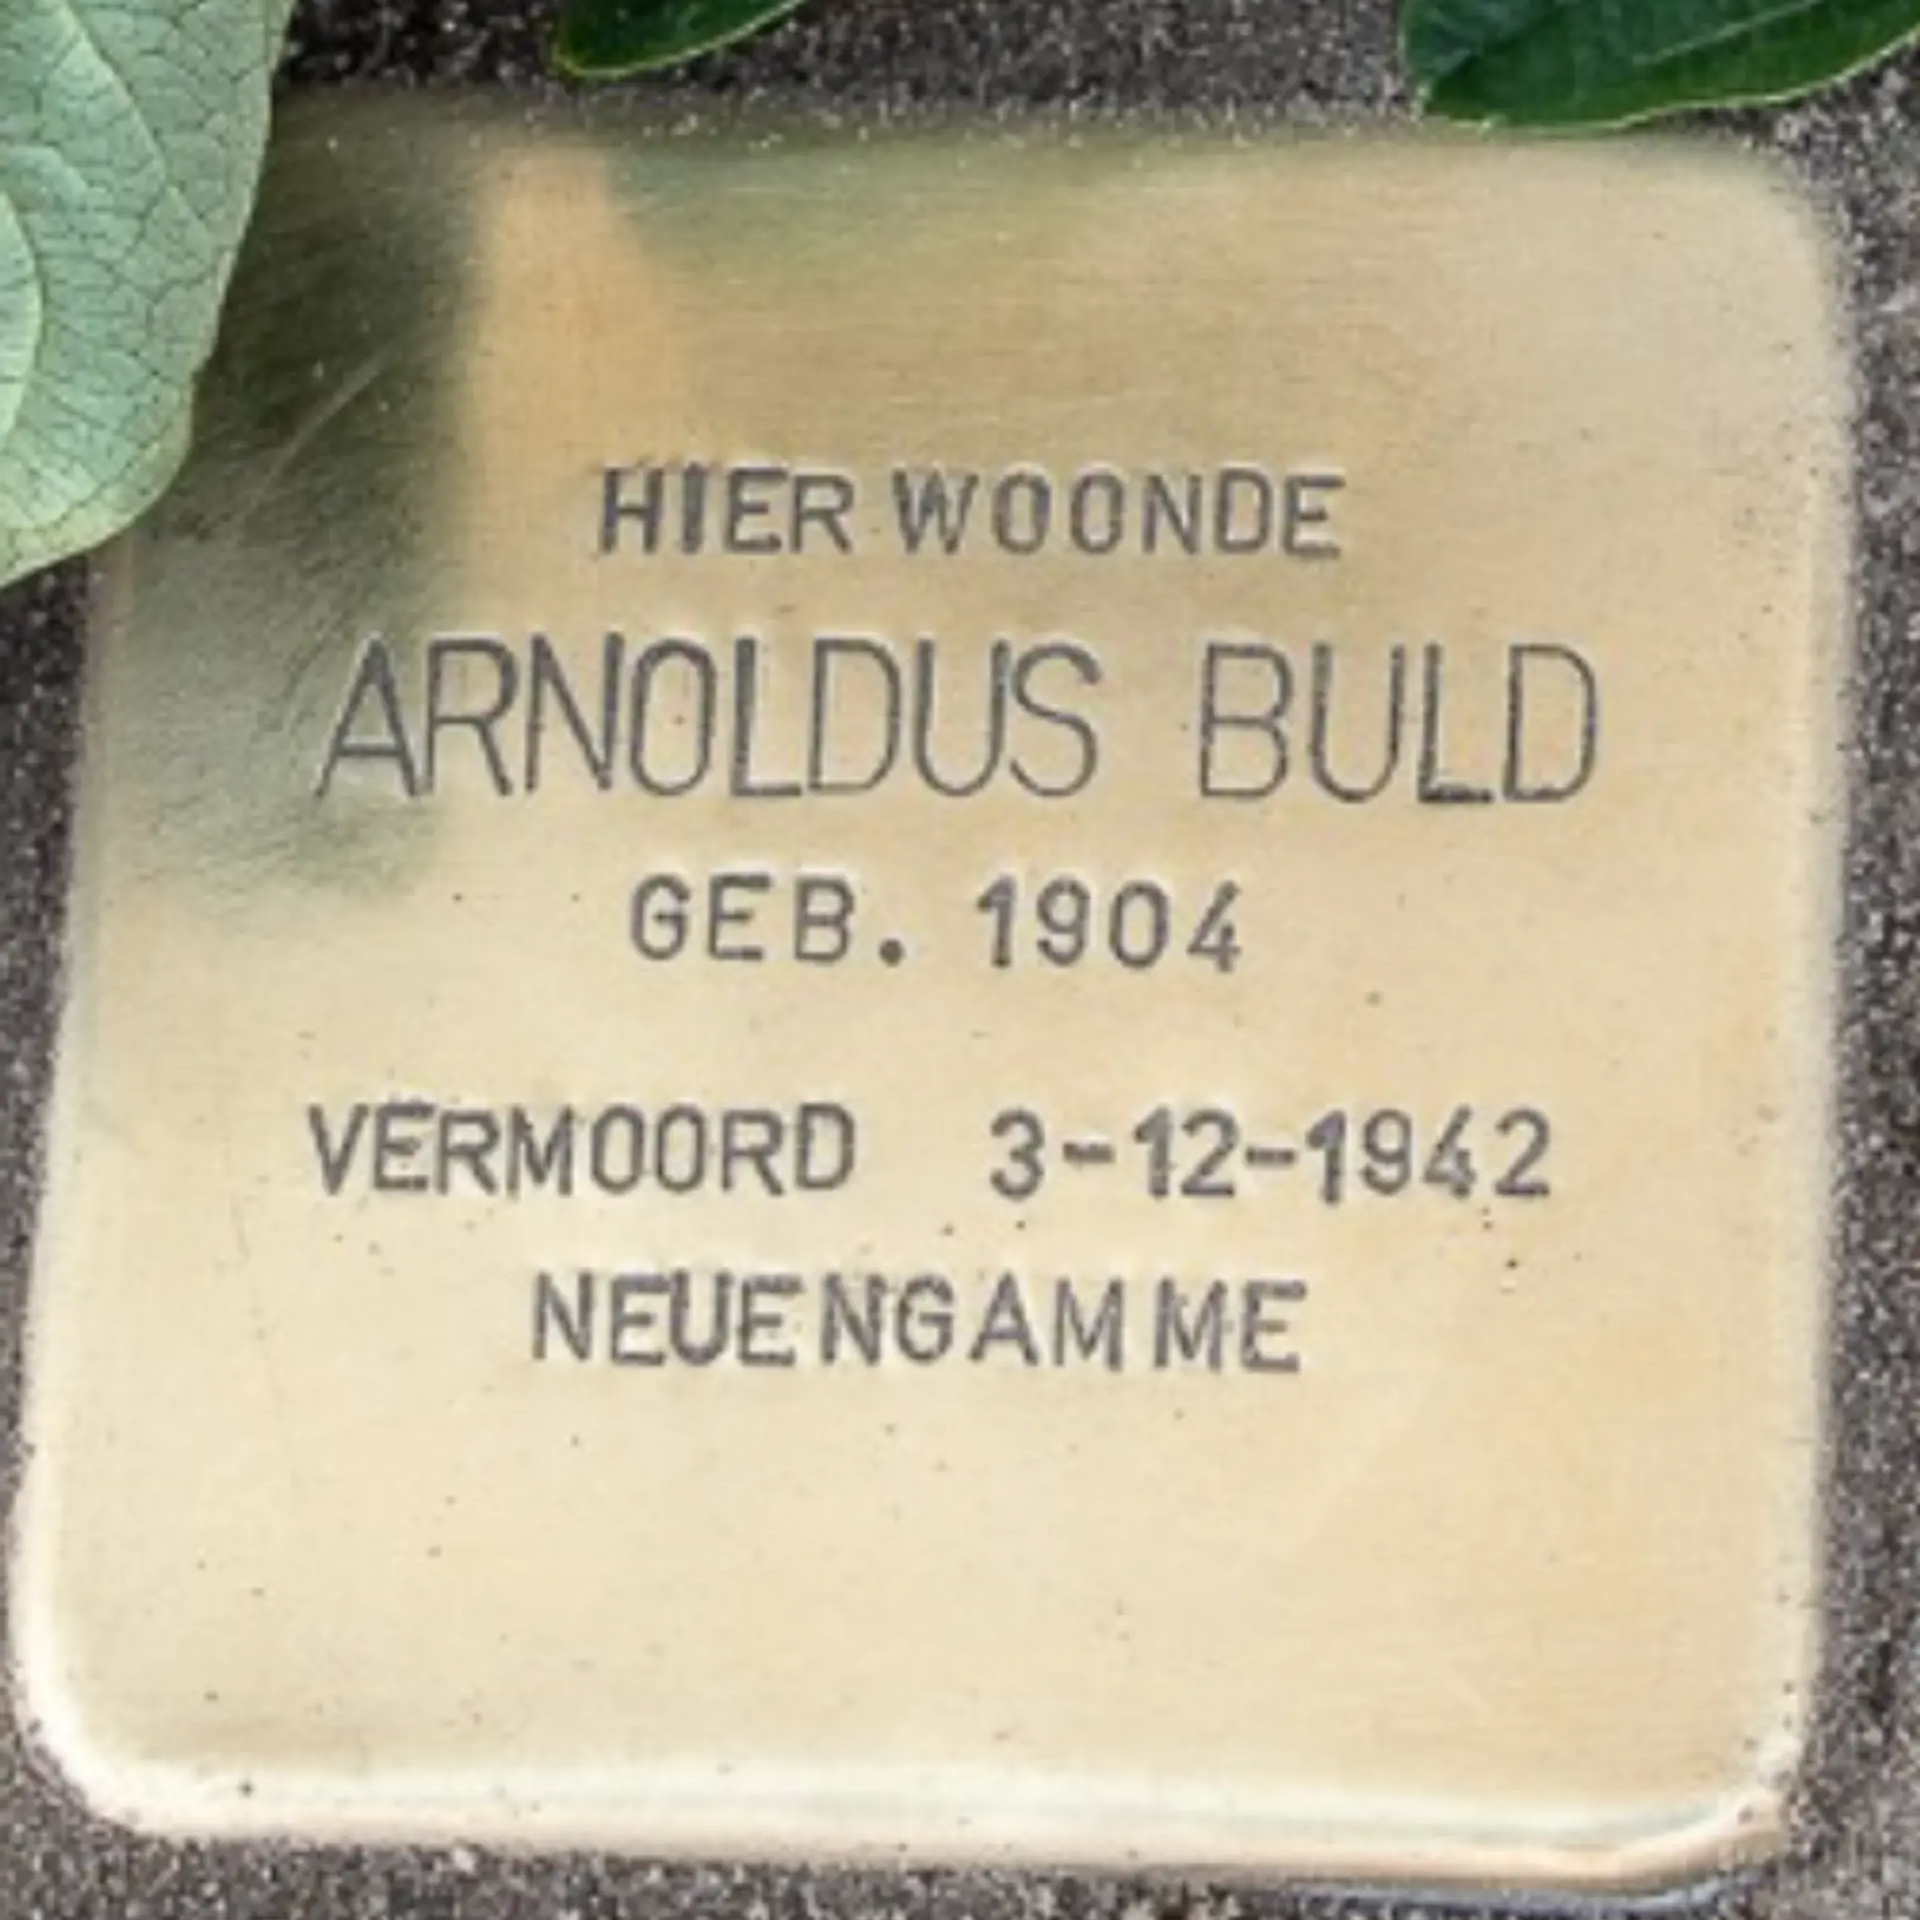 HIER WOONDE
ARNOLDUS BULD
GEB. 1904
VERMOORD 3-12-1942
NEUENGAMME